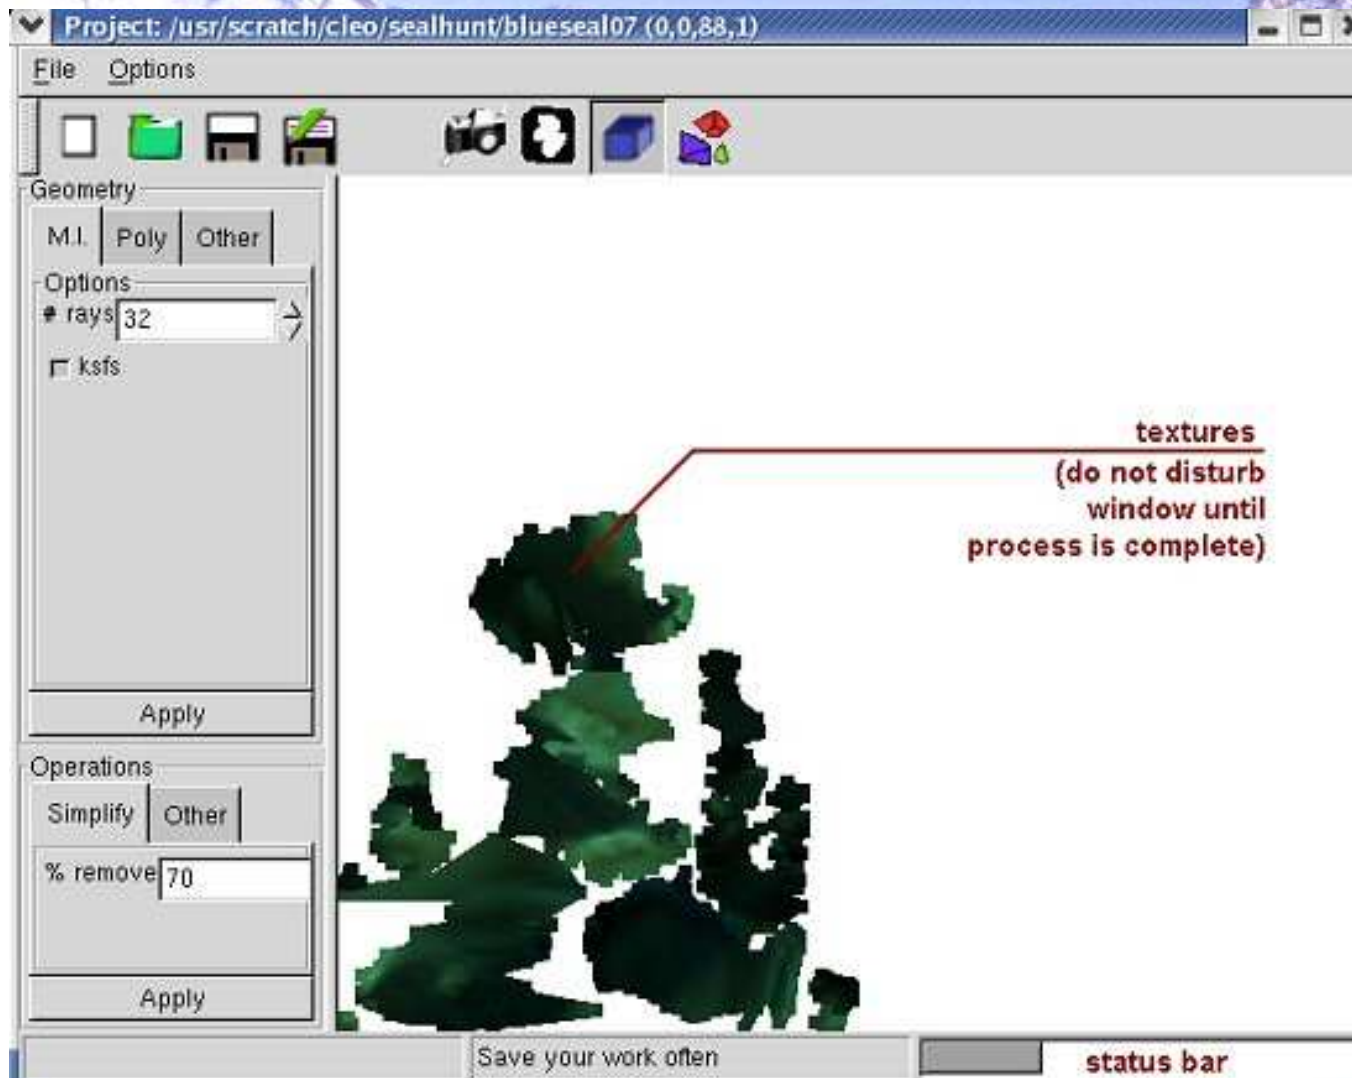 Project: /usr/scratch/cleo/sealhunt/blueseal07 (0,0,88,1)
File Options
Geometry
M.I. Poly Other
Options
# rays 32
ksfs
Apply
Operations
Simplify Other
% remove 70
Apply
textures
(do not disturb
window until
process is complete)
Save your work often
status bar